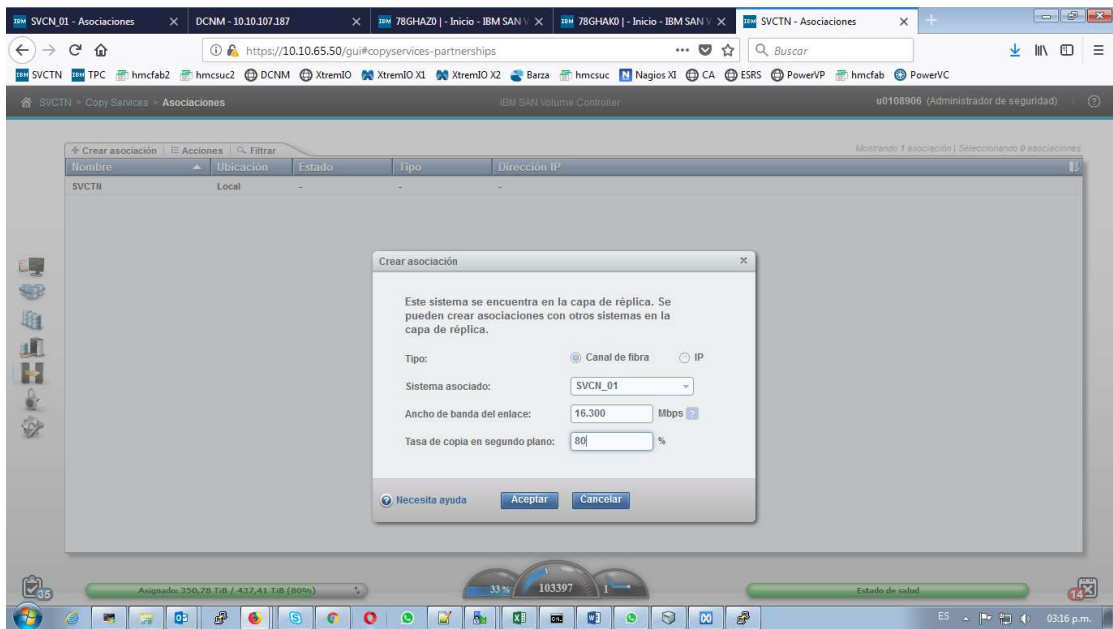 SVCN_01 - Asociaciones
DCNM - 10.10.107.187
IBM 78GHAZ0 | - Inicio - IBM SAN V
IBM 78GHAK0 | - Inicio - IBM SAN V
IBM SVCTN - Asociaciones
https://10.10.65.50/gui#copyservices-partnerships
Buscar
SVCTN TPC hmcfab2 hmcsuc2 DCNM XtremIO XtremIO X1 XtremIO X2 Barza hmcsuc Nagios XI CA ESRS PowerVP hmcfab PowerVC
SVCTN > Copy Services > Asociaciones
IBM SAN Volume Controller
u0108906 (Administrador de seguridad)
Crear asociación Acciones Filtrar
Mostrando 1 asociación | Seleccionando 0 asociaciones
Nombre Ubicación Estado Tipo Dirección IP
SVCTN Local - - -
Crear asociación
Este sistema se encuentra en la capa de réplica. Se
pueden crear asociaciones con otros sistemas en la
capa de réplica.
Tipo: Canal de fibra IP
Sistema asociado: SVCN_01
Ancho de banda del enlace: 16.300 Mbps ?
Tasa de copia en segundo plano: 80 %
Necesita ayuda Aceptar Cancelar
35
Asignado: 350,78 TiB / 437,41 TiB (80%)
33 %
103397
1
Estado de salud
14
ES 03:16 p.m.